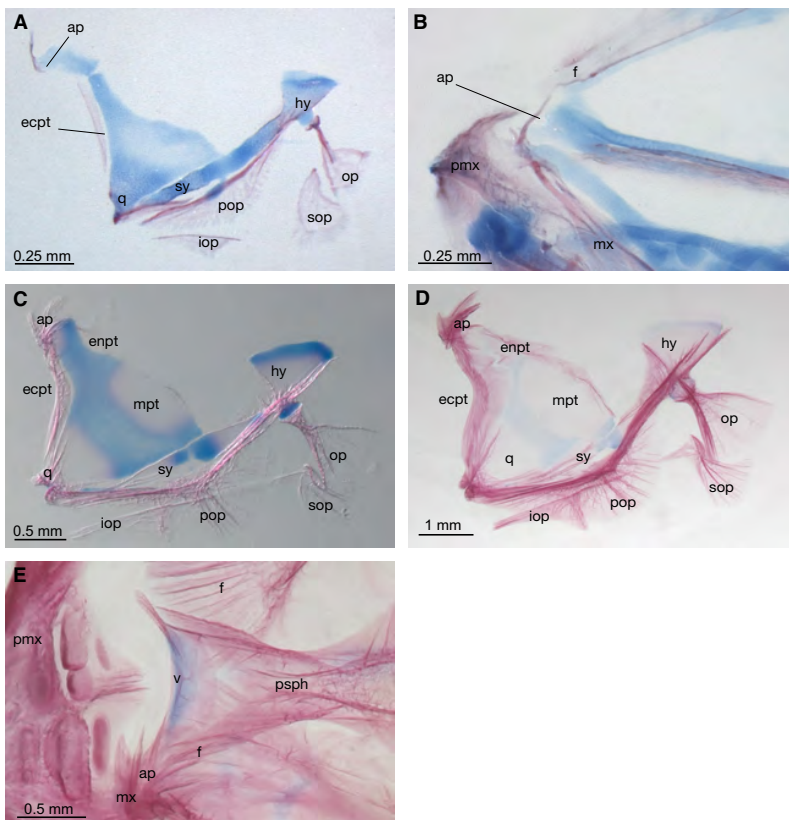 A
ap
ecpt
hy
q
sy
pop
op
sop
iop
0.25 mm
B
f
ap
pmx
mx
0.25 mm
C
ap
enpt
ecpt
mpt
hy
q
sy
op
sop
iop
pop
0.5 mm
D
ap
enpt
hy
ecpt
mpt
op
q
sy
sop
iop
pop
1 mm
E
f
pmx
v
psph
f
ap
mx
0.5 mm